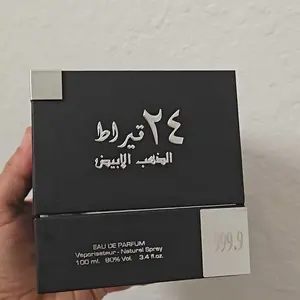 ٢٤ قيراط
الذهب الابيض
EAU DE PARFUM
Vaporisateur - Natural Spray
100 ml. 80% Vol. 3.4 fl.oz.
999.9